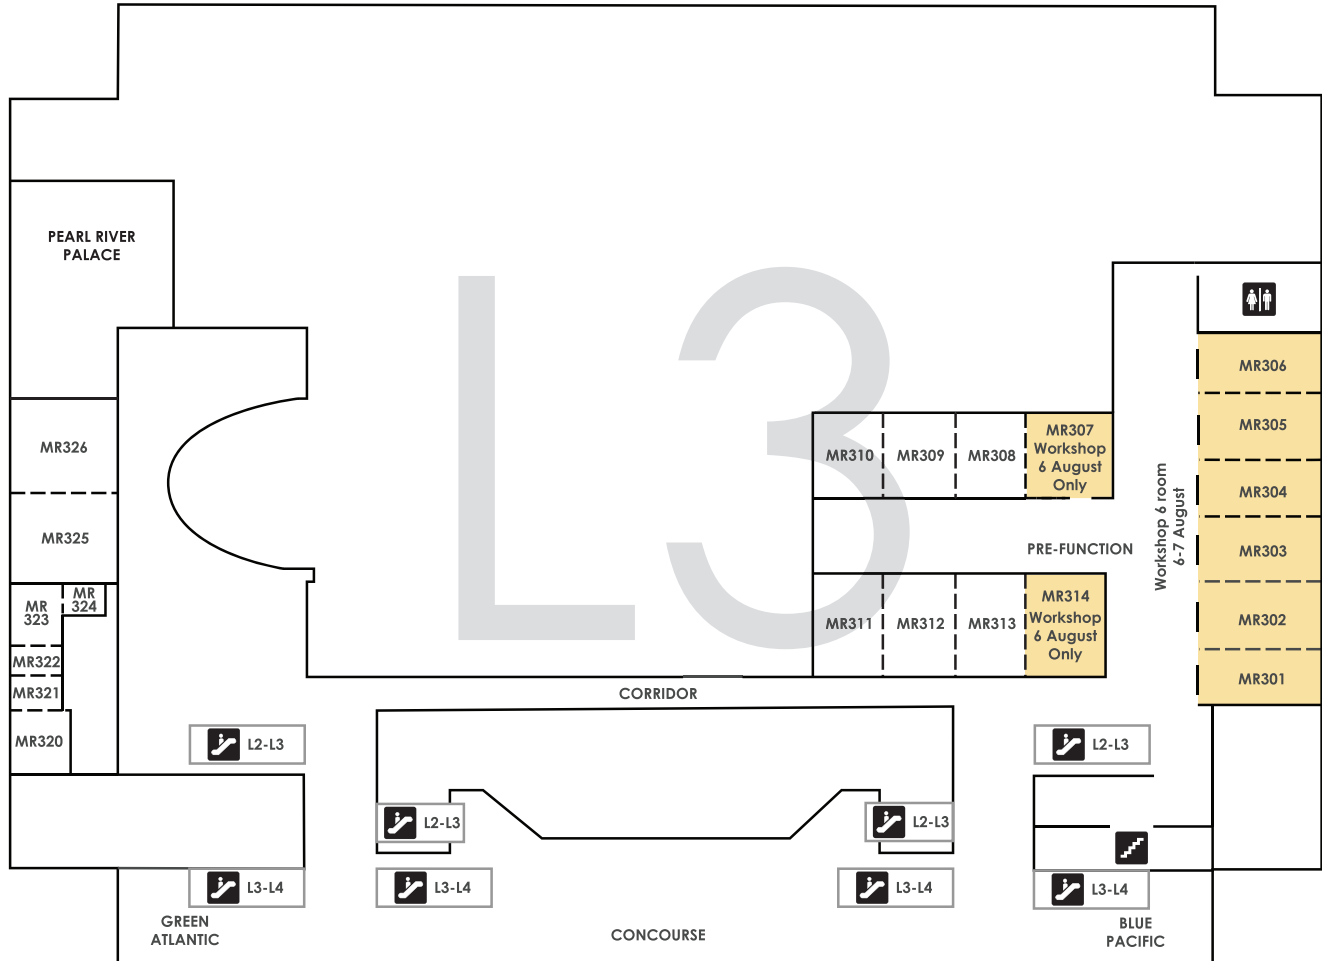 L3
PEARL RIVER
PALACE
MR326
MR325
MR
323
MR
324
MR322
MR321
MR320
MR310
MR309
MR308
MR307
Workshop
6 August
Only
MR306
MR305
MR304
MR303
MR302
MR301
Workshop 6 room
6-7 August
PRE-FUNCTION
MR311
MR312
MR313
MR314
Workshop
6 August
Only
CORRIDOR
L2-L3
L2-L3
L2-L3
L2-L3
L3-L4
L3-L4
L3-L4
L3-L4
GREEN
ATLANTIC
CONCOURSE
BLUE
PACIFIC